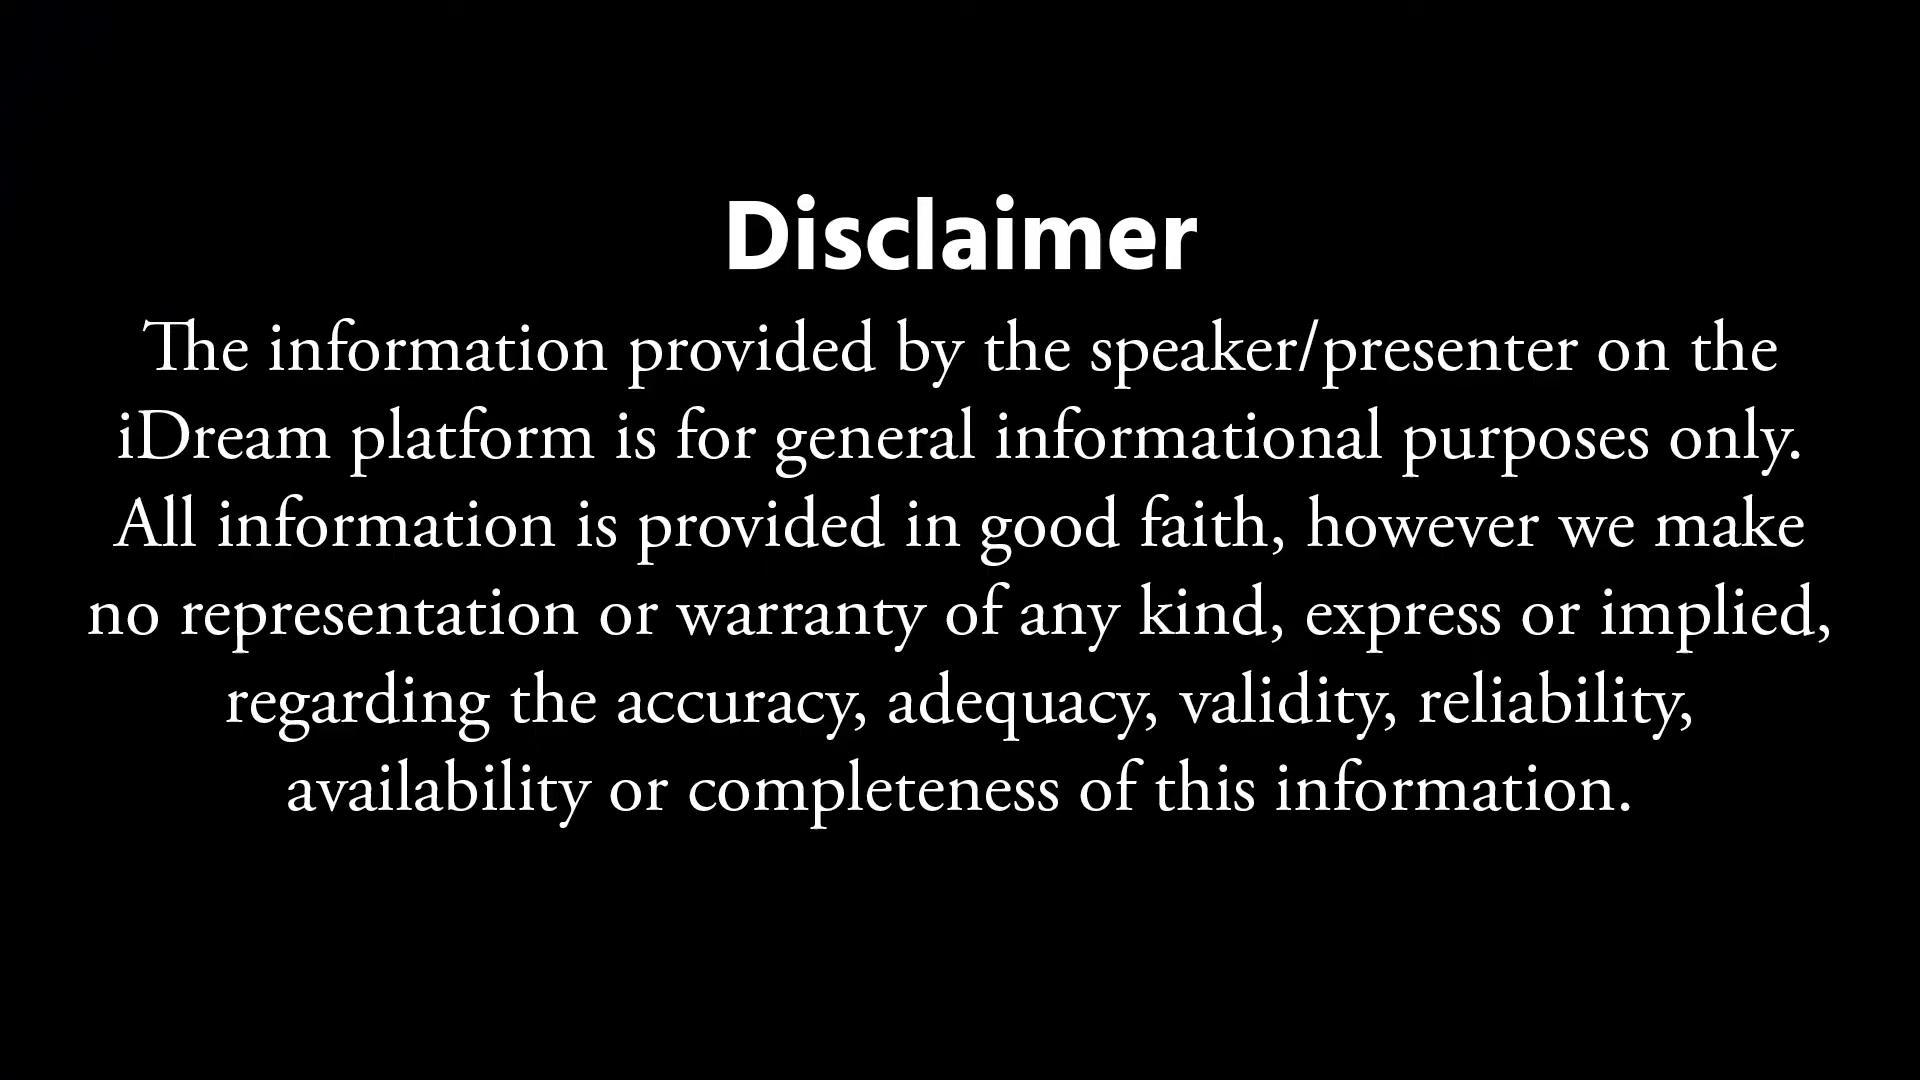 Disclaimer
The information provided by the speaker/presenter on the
iDream platform is for general informational purposes only.
All information is provided in good faith, however we make
no representation or warranty of any kind, express or implied,
regarding the accuracy, adequacy, validity, reliability,
availability or completeness of this information.